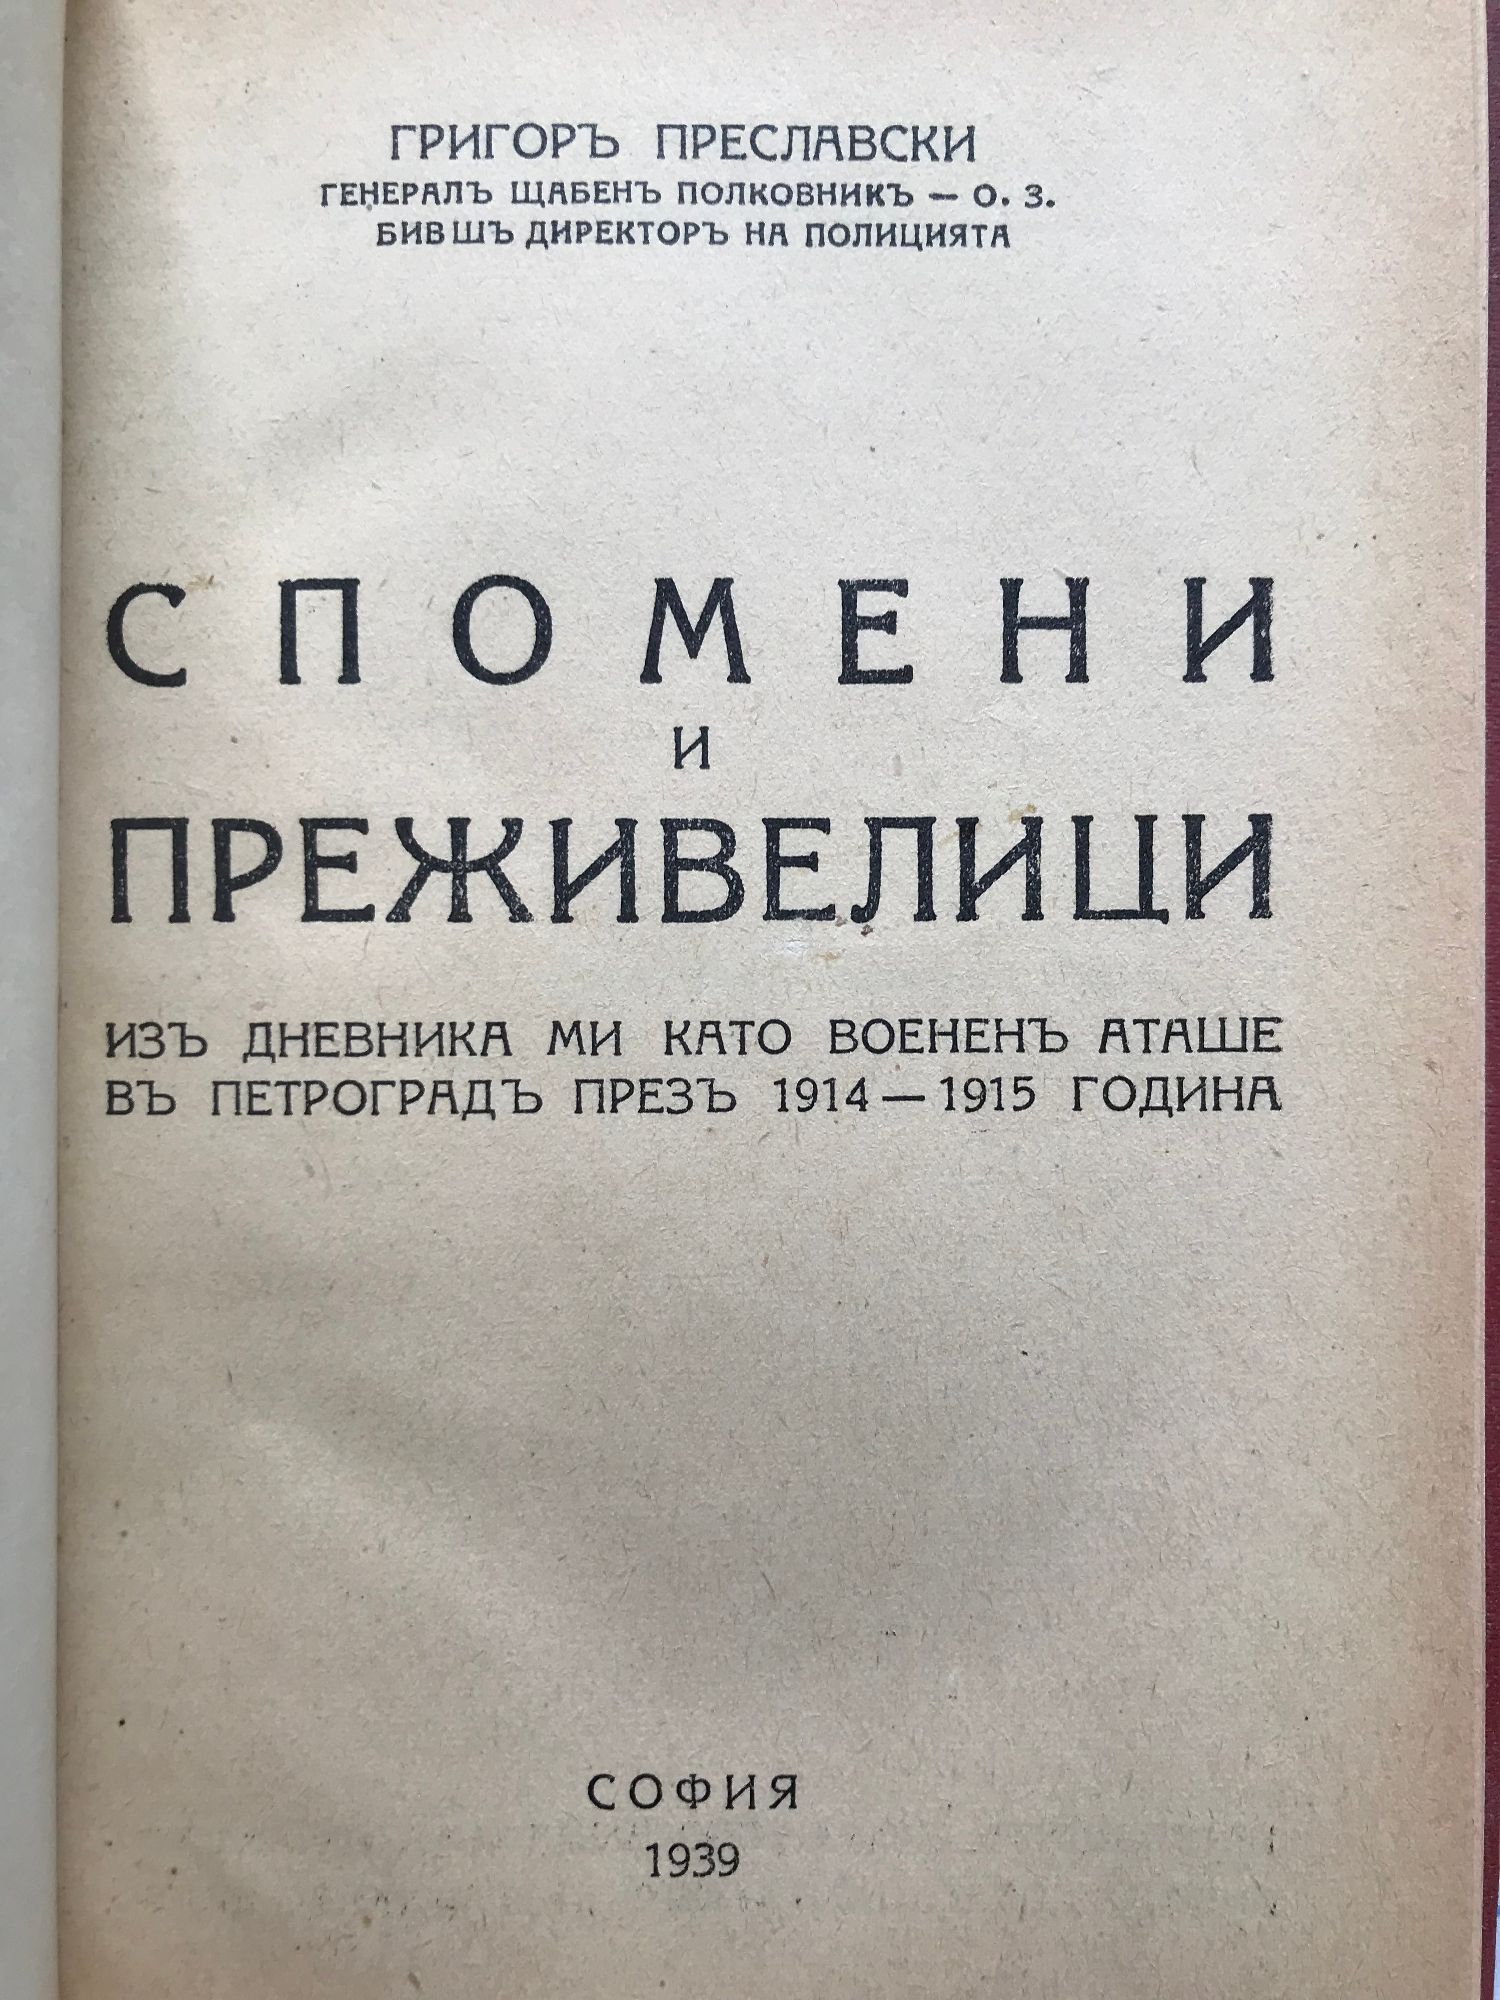 ГРИГОРЪ ПРЕСЛАВСКИ
ГЕНЕРАЛЪ ЩАБЕНЪ ПОЛКОВНИКЪ — О. З.
БИВШЪ ДИРЕКТОРЪ НА ПОЛИЦИЯТА
СПОМЕНИ
И
ПРЕЖИВЕЛИЦИ
ИЗЪ ДНЕВНИКА МИ КАТО ВОЕНЕНЪ АТАШЕ
ВЪ ПЕТРОГРАДЪ ПРЕЗЪ 1914 — 1915 ГОДИНА
СОФИЯ
1939